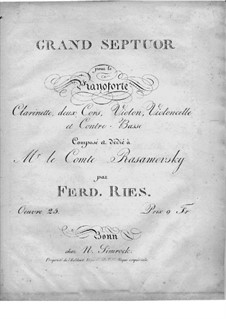 GRAND SEPTUOR
pour le
Pianoforte
Clarinette, deux Cors, Violon, Violoncelle
et Contre-Basse
Composé et dédié à
Mr. le Comte Rasamovsky
par
FERD. RIES.
Oeuvre 25. Prix 9 Fr
Bonn
chez N. Simrock.